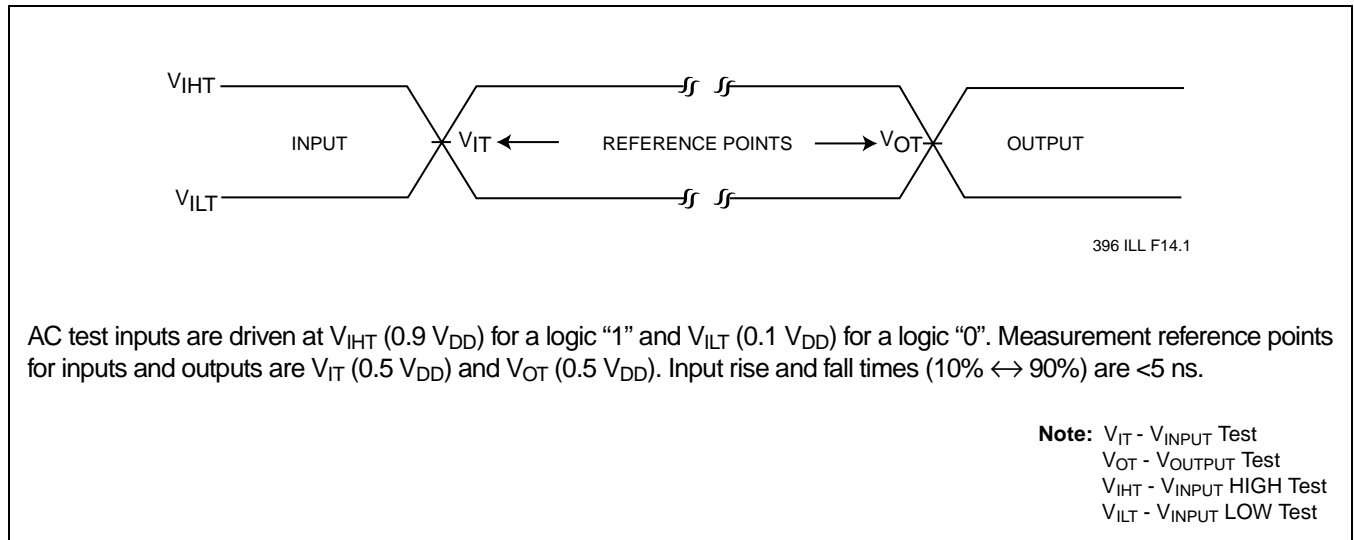 VIHT
INPUT VIT REFERENCE POINTS VOT OUTPUT
VILT
396 ILL F14.1
AC test inputs are driven at VIHT (0.9 VDD) for a logic “1” and VILT (0.1 VDD) for a logic “0”. Measurement reference points
for inputs and outputs are VIT (0.5 VDD) and VOT (0.5 VDD). Input rise and fall times (10% ↔ 90%) are <5 ns.
Note: VIT - VINPUT Test
VOT - VOUTPUT Test
VIHT - VINPUT HIGH Test
VILT - VINPUT LOW Test